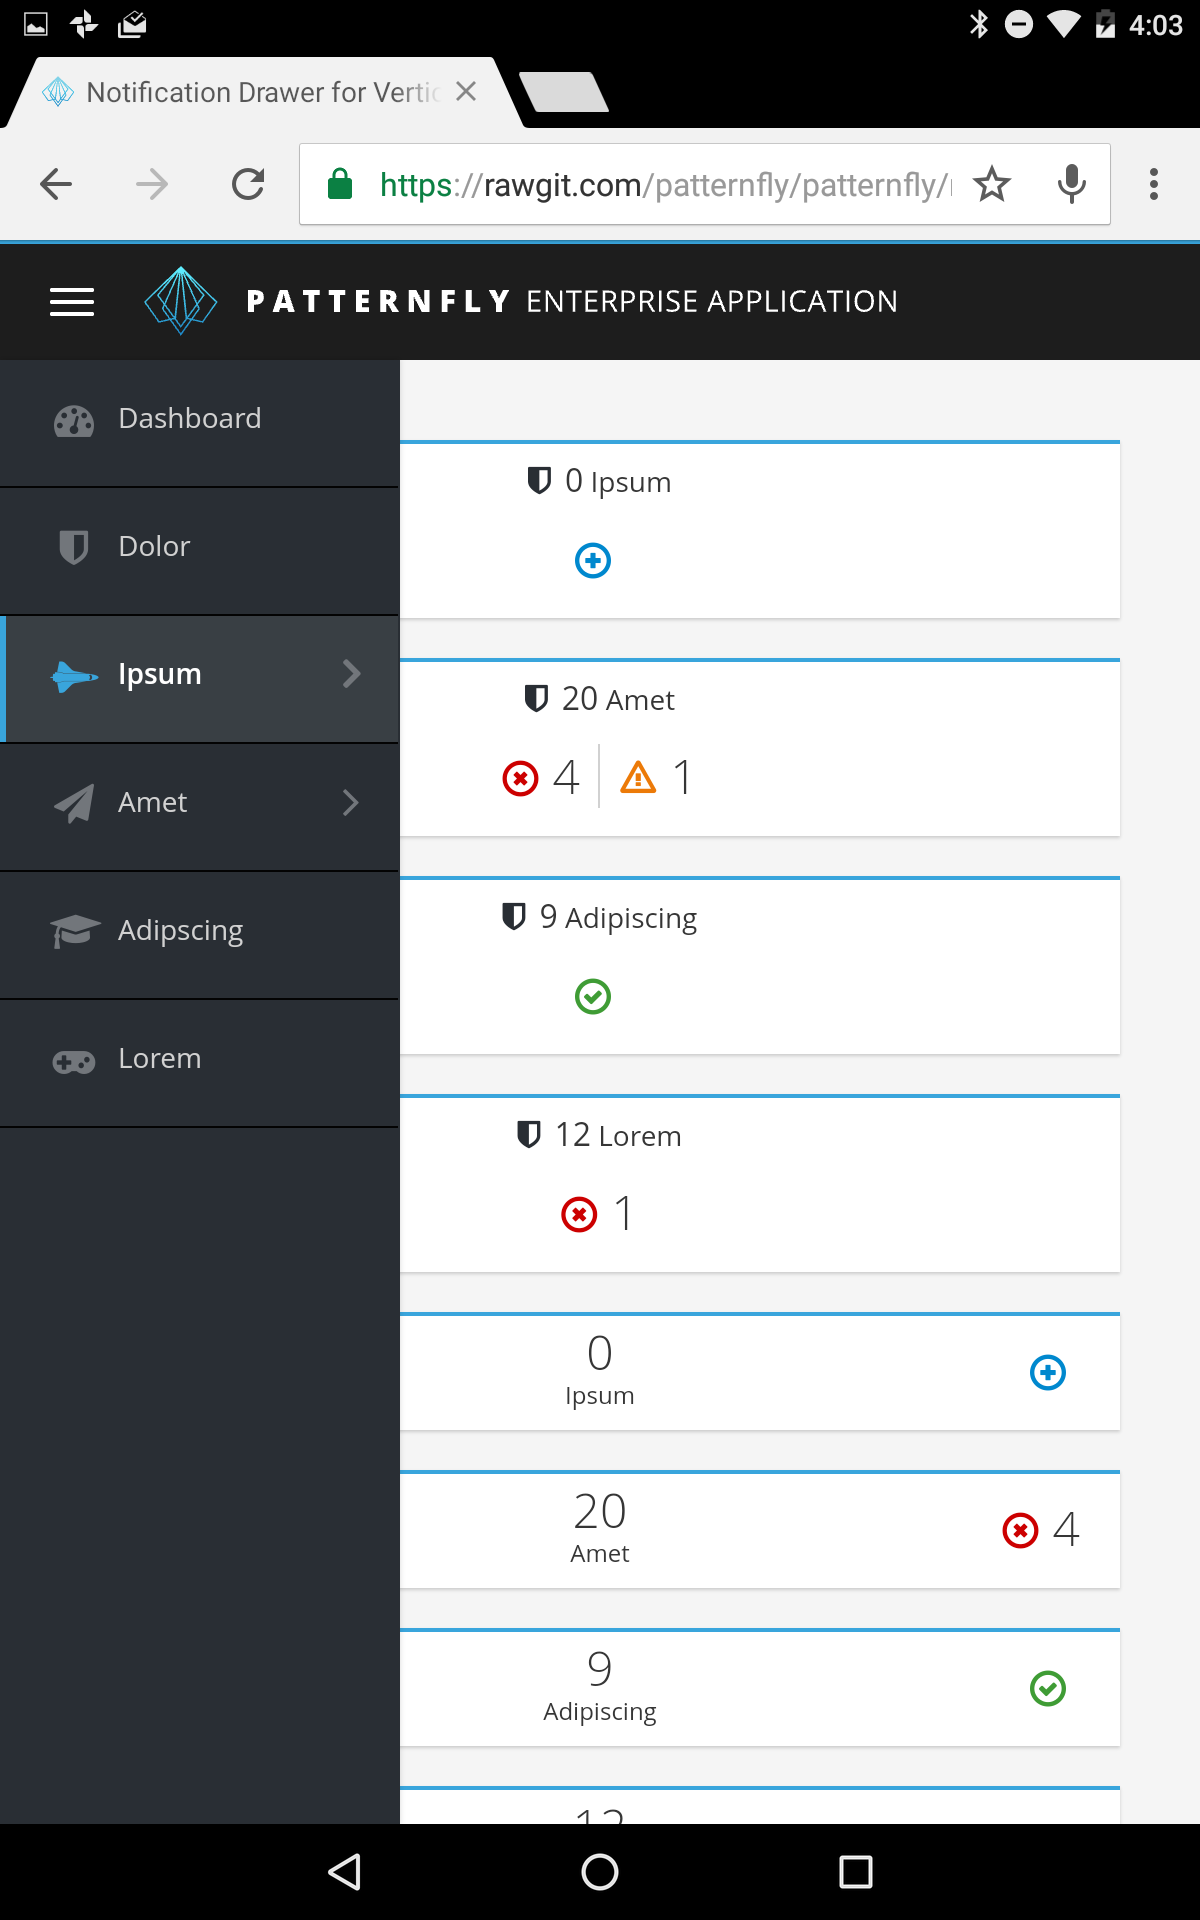 4:03
Notification Drawer for Vertic
https://rawgit.com/patternfly/patternfly/
PATTERNFLY ENTERPRISE APPLICATION
Dashboard
Dolor
Ipsum
Amet
Adipscing
Lorem
0 Ipsum
20 Amet
4 1
9 Adipiscing
12 Lorem
1
0
Ipsum
20
Amet
4
9
Adipiscing
12